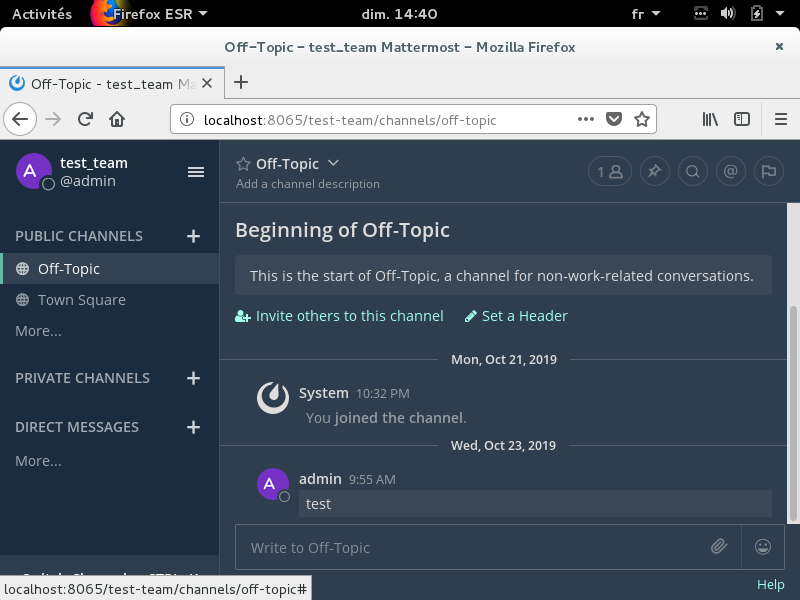 Activités Firefox ESR dim. 14:40 fr
Off-Topic - test_team Mattermost - Mozilla Firefox
Off-Topic - test_team Ma
localhost:8065/test-team/channels/off-topic
A test_team
@admin
Off-Topic
Add a channel description
1
PUBLIC CHANNELS
Off-Topic
Town Square
More...
PRIVATE CHANNELS
DIRECT MESSAGES
More...
Beginning of Off-Topic
This is the start of Off-Topic, a channel for non-work-related conversations.
Invite others to this channel Set a Header
Mon, Oct 21, 2019
System 10:32 PM
You joined the channel.
Wed, Oct 23, 2019
A admin 9:55 AM
test
Write to Off-Topic
Help
localhost:8065/test-team/channels/off-topic#